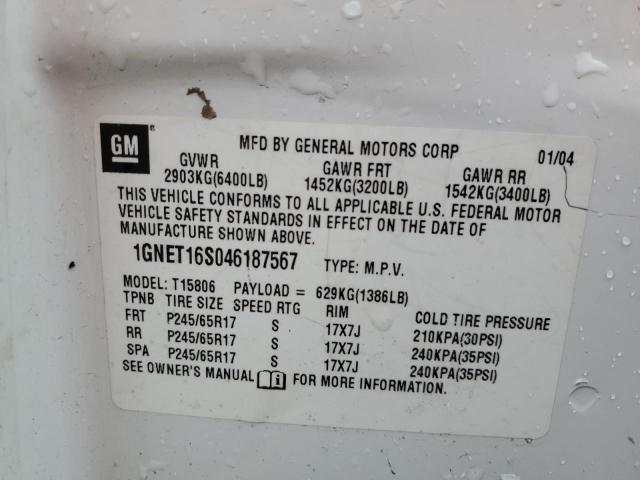 GM ®
MFD BY GENERAL MOTORS CORP 01/04
GVWR GAWR FRT GAWR RR
2903KG(6400LB) 1452KG(3200LB) 1542KG(3400LB)
THIS VEHICLE CONFORMS TO ALL APPLICABLE U.S. FEDERAL MOTOR
VEHICLE SAFETY STANDARDS IN EFFECT ON THE DATE OF
MANUFACTURE SHOWN ABOVE.
1GNET16S046187567 TYPE: M.P.V.
MODEL: T15806 PAYLOAD = 629KG(1386LB)
TPNB TIRE SIZE SPEED RTG RIM COLD TIRE PRESSURE
FRT P245/65R17 S 17X7J 210KPA(30PSI)
RR P245/65R17 S 17X7J 240KPA(35PSI)
SPA P245/65R17 S 17X7J 240KPA(35PSI)
SEE OWNER'S MANUAL FOR MORE INFORMATION.